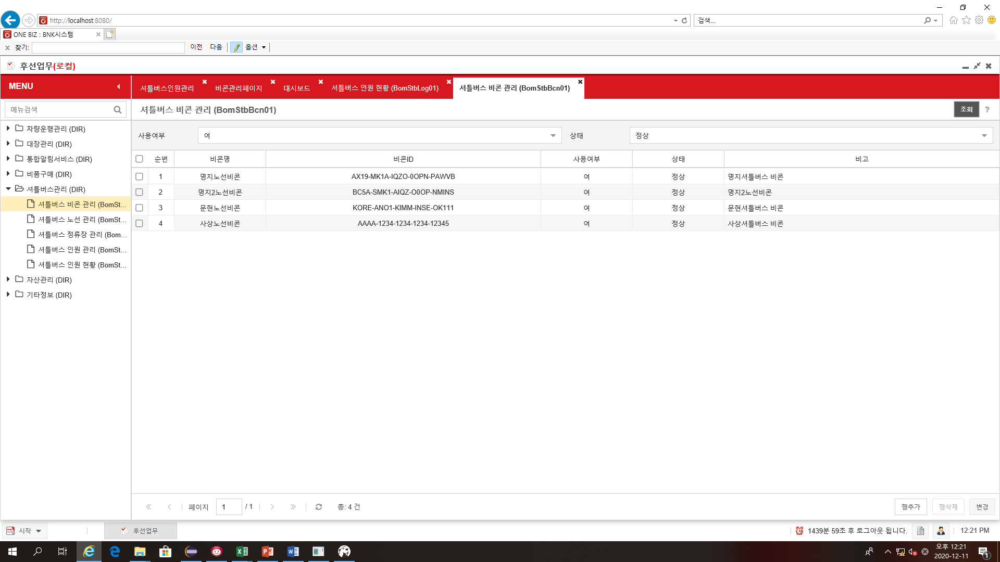 http://localhost:8080/
검색...
ONE BIZ : BNK시스템
찾기:
이전 다음 옵션
후선업무(로컬)
MENU
셔틀버스인원관리 비콘관리페이지 대시보드 셔틀버스 인원 현황 (BomStbLog01) 셔틀버스 비콘 관리 (BomStbBcn01)
메뉴검색
셔틀버스 비콘 관리 (BomStbBcn01)
조회 ?
차량운행관리 (DIR)
대장관리 (DIR)
통합알림서비스 (DIR)
비품구매 (DIR)
셔틀버스관리 (DIR)
셔틀버스 비콘 관리 (BomSt...
셔틀버스 노선 관리 (BomSt...
셔틀버스 정류장 관리 (Bom...
셔틀버스 인원 관리 (BomSt...
셔틀버스 인원 현황 (BomSt...
자산관리 (DIR)
기타정보 (DIR)
사용여부 여 상태 정상
순번 비콘명 비콘ID 사용여부 상태 비고
1 명지노선비콘 AX19-MK1A-IQZO-0OPN-PAWVB 여 정상 명지셔틀버스 비콘
2 명지2노선비콘 BC5A-SMK1-AIQZ-O0OP-NMINS 여 정상 명지2노선비콘
3 문현노선비콘 KORE-ANO1-KIMM-INSE-OK111 여 정상 문현셔틀버스 비콘
4 사상노선비콘 AAAA-1234-1234-1234-12345 여 정상 사상셔틀버스 비콘
페이지 1 / 1 총: 4 건
행추가 행삭제 변경
시작 후선업무
1439분 59초 후 로그아웃 됩니다. 12:21 PM
오후 12:21
2020-12-11
1